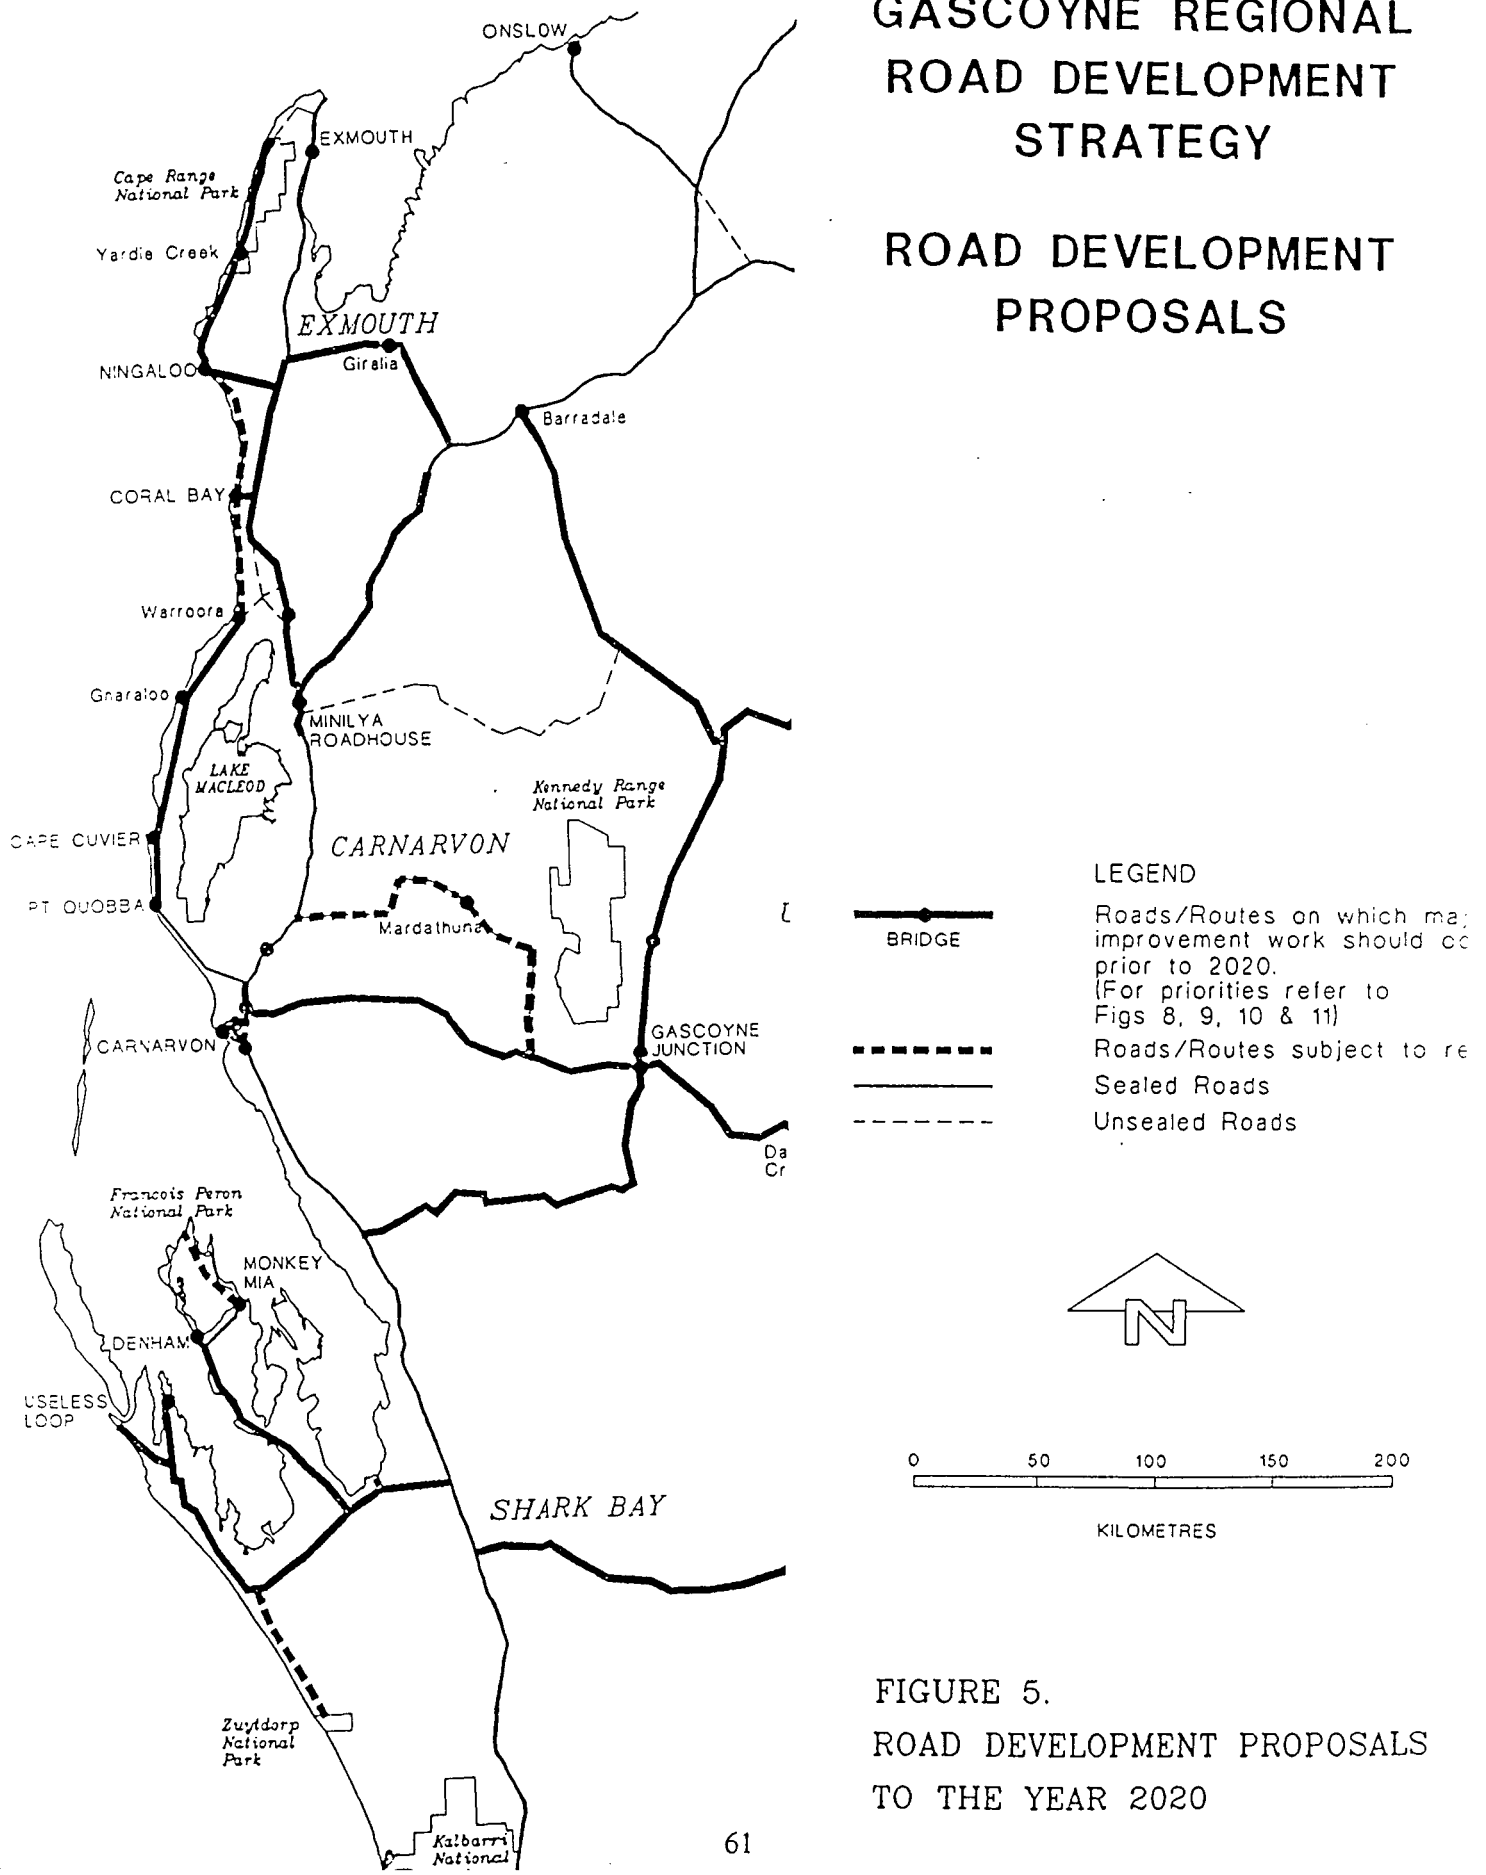 GASCOYNE REGIONAL
ROAD DEVELOPMENT
STRATEGY
ROAD DEVELOPMENT
PROPOSALS
ONSLOW
EXMOUTH
Cape Range
National Park
Yardie Creek
EXMOUTH
Giralia
NINGALOO
Barradale
CORAL BAY
Warroora
Gnaraloo
MINILYA
ROADHOUSE
LAKE
MACLEOD
Kennedy Range
National Park
CAPE CUVIER
CARNARVON
PT QUOBBA
Mardathuna
CARNARVON
GASCOYNE
JUNCTION
Da
Cr
Francois Peron
National Park
MONKEY
MIA
DENHAM
USELESS
LOOP
SHARK BAY
Zuytdorp
National
Park
Kalbarri
National
LEGEND
BRIDGE
Roads/Routes on which maj
improvement work should co
prior to 2020.
(For priorities refer to
Figs 8, 9, 10 & 11)
Roads/Routes subject to re
Sealed Roads
Unsealed Roads
N
0 50 100 150 200
KILOMETRES
FIGURE 5.
ROAD DEVELOPMENT PROPOSALS
TO THE YEAR 2020
61